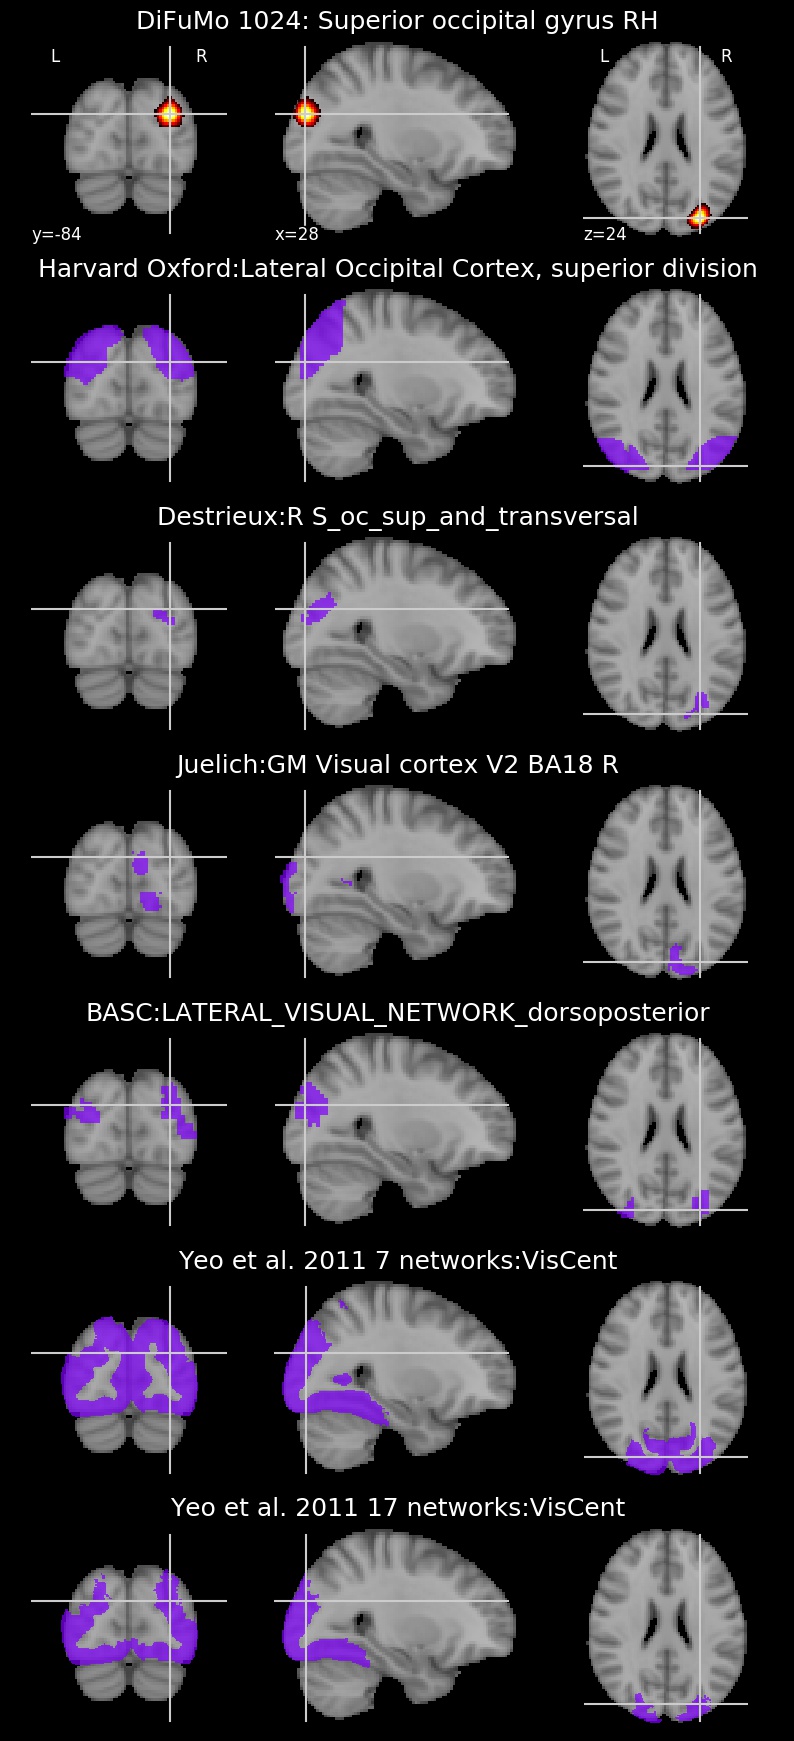 DiFuMo 1024: Superior occipital gyrus RH
L R L R
y=-84 x=28 z=24
Harvard Oxford:Lateral Occipital Cortex, superior division
Destrieux:R S_oc_sup_and_transversal
Juelich:GM Visual cortex V2 BA18 R
BASC:LATERAL_VISUAL_NETWORK_dorsoposterior
Yeo et al. 2011 7 networks:VisCent
Yeo et al. 2011 17 networks:VisCent